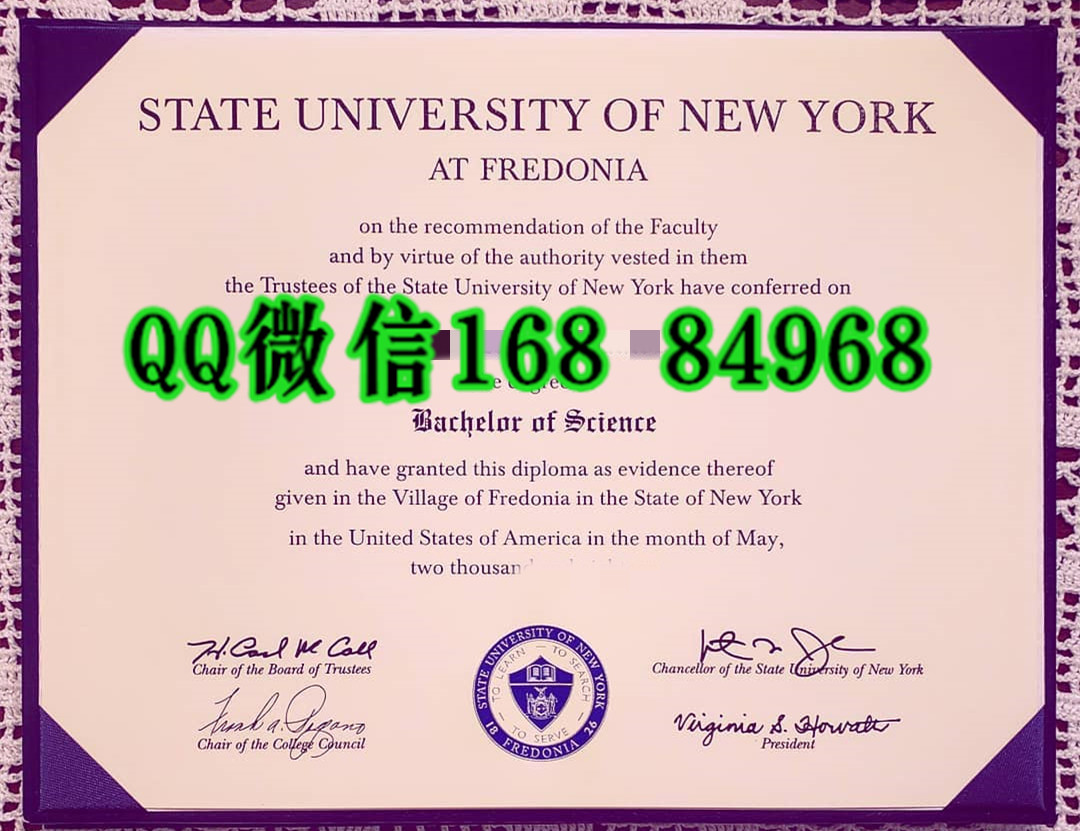 STATE UNIVERSITY OF NEW YORK
AT FREDONIA
on the recommendation of the Faculty
and by virtue of the authority vested in them
the Trustees of the State University of New York have conferred on
QQ微信168 84968
Bachelor of Science
and have granted this diploma as evidence thereof
given in the Village of Fredonia in the State of New York
in the United States of America in the month of May,
two
H. Carl McCall
Chair of the Board of Trustees
Chancellor of the State University of New York
Frank A. Pagano
Chair of the College Council
Virginia S. Horvath
President
STATE UNIVERSITY OF NEW YORK
TO LEARN — TO SEARCH — TO SERVE
18 FREDONIA 26